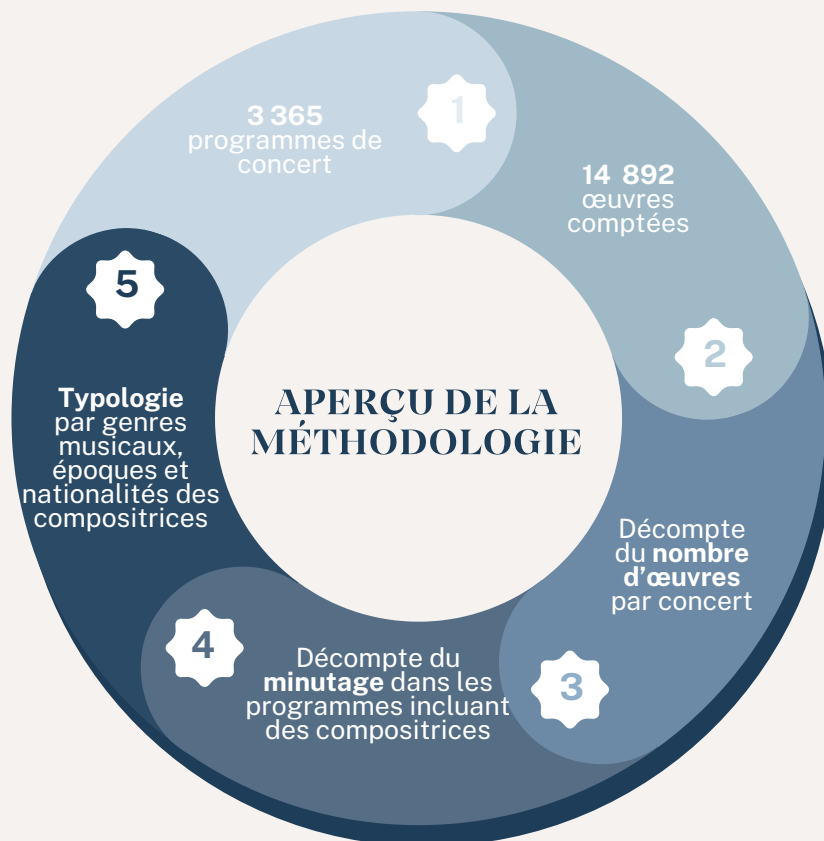 APERÇU DE LA
MÉTHODOLOGIE
1
3 365
programmes de
concert
2
14 892
œuvres
comptées
3
Décompte
du nombre
d’œuvres
par concert
4
Décompte du
minutage dans les
programmes incluant
des compositrices
5
Typologie
par genres
musicaux,
époques et
nationalités des
compositrices